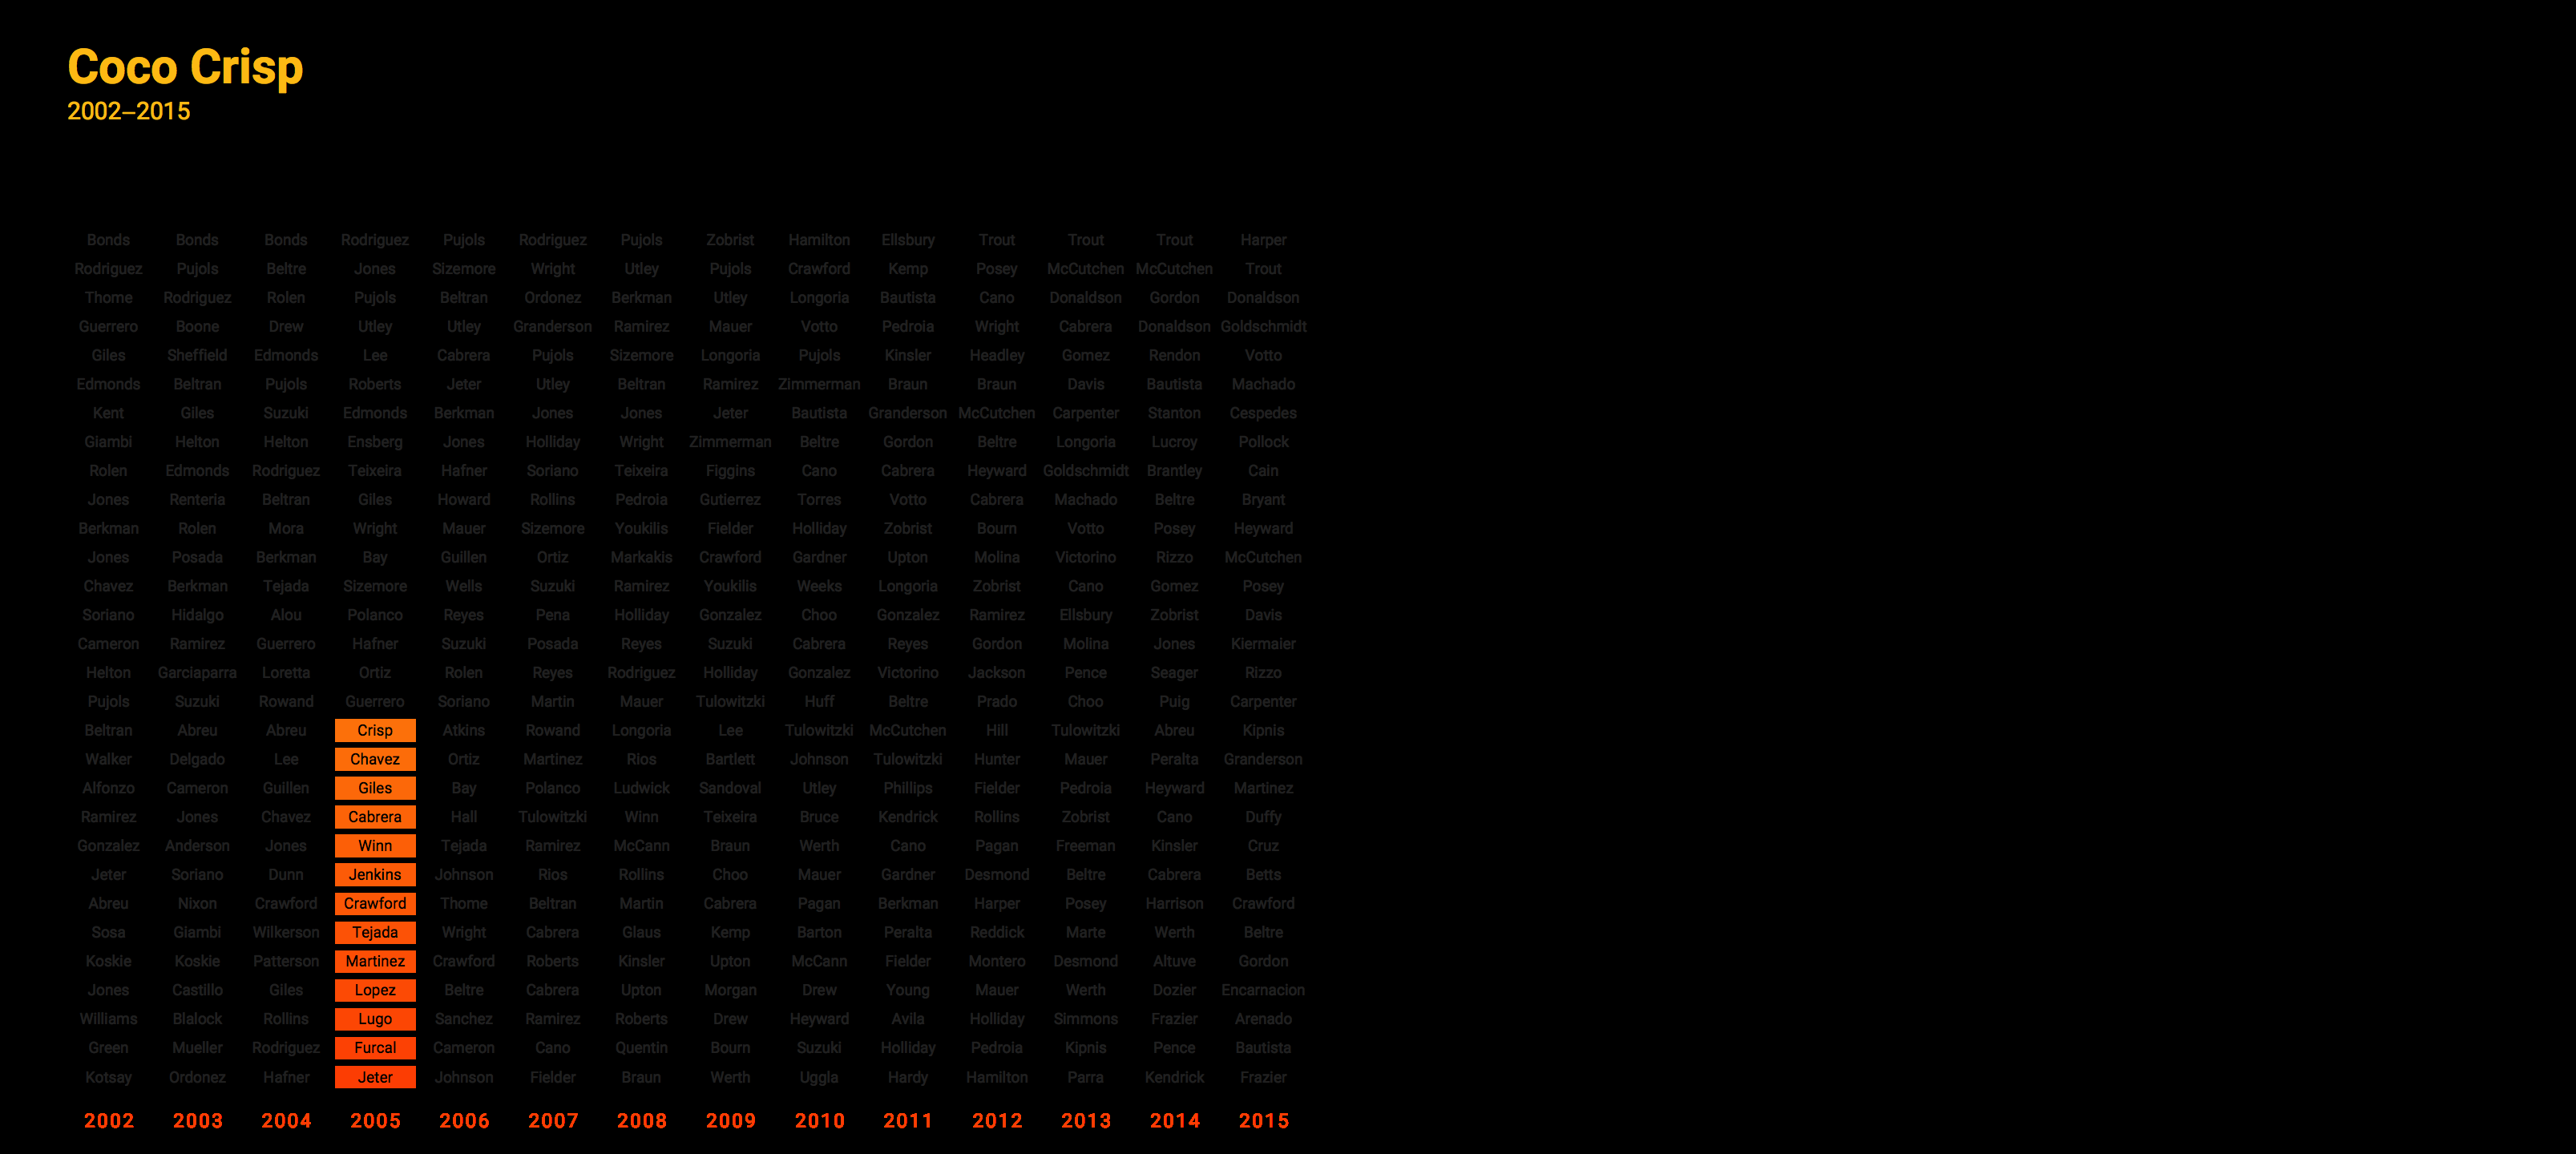 Coco Crisp
2002–2015
Bonds Bonds Bonds Rodriguez Pujols Rodriguez Pujols Zobrist Hamilton Ellsbury Trout Trout Trout Harper
Rodriguez Pujols Beltre Jones Sizemore Wright Utley Pujols Crawford Kemp Posey McCutchen McCutchen Trout
Thome Rodriguez Rolen Pujols Beltran Ordonez Berkman Utley Longoria Bautista Cano Donaldson Gordon Donaldson
Guerrero Boone Drew Utley Utley Granderson Ramirez Mauer Votto Pedroia Wright Cabrera Donaldson Goldschmidt
Giles Sheffield Edmonds Lee Cabrera Pujols Sizemore Longoria Pujols Kinsler Headley Gomez Rendon Votto
Edmonds Beltran Pujols Roberts Jeter Utley Beltran Ramirez Zimmerman Braun Braun Davis Bautista Machado
Kent Giles Suzuki Edmonds Berkman Jones Jones Jeter Bautista Granderson McCutchen Carpenter Stanton Cespedes
Giambi Helton Helton Ensberg Jones Holliday Wright Zimmerman Beltre Gordon Beltre Longoria Lucroy Pollock
Rolen Edmonds Rodriguez Teixeira Hafner Soriano Teixeira Figgins Cano Cabrera Heyward Goldschmidt Brantley Cain
Jones Renteria Beltran Giles Howard Rollins Pedroia Gutierrez Torres Votto Cabrera Machado Beltre Bryant
Berkman Rolen Mora Wright Mauer Sizemore Youkilis Fielder Holliday Zobrist Bourn Votto Posey Heyward
Jones Posada Berkman Bay Guillen Ortiz Markakis Crawford Gardner Upton Molina Victorino Rizzo McCutchen
Chavez Berkman Tejada Sizemore Wells Suzuki Ramirez Youkilis Weeks Longoria Zobrist Cano Gomez Posey
Soriano Hidalgo Alou Polanco Reyes Pena Holliday Gonzalez Choo Gonzalez Ramirez Ellsbury Zobrist Davis
Cameron Ramirez Guerrero Hafner Suzuki Posada Reyes Suzuki Cabrera Reyes Gordon Molina Jones Kiermaier
Helton Garciaparra Loretta Ortiz Rolen Reyes Rodriguez Holliday Gonzalez Victorino Jackson Pence Seager Rizzo
Pujols Suzuki Rowand Guerrero Soriano Martin Mauer Tulowitzki Huff Beltre Prado Choo Puig Carpenter
Beltran Abreu Abreu Crisp Atkins Rowand Longoria Lee Tulowitzki McCutchen Hill Tulowitzki Abreu Kipnis
Walker Delgado Lee Chavez Ortiz Martinez Rios Bartlett Johnson Tulowitzki Hunter Mauer Peralta Granderson
Alfonzo Cameron Guillen Giles Bay Polanco Ludwick Sandoval Utley Phillips Fielder Pedroia Heyward Martinez
Ramirez Jones Chavez Cabrera Hall Tulowitzki Winn Teixeira Bruce Kendrick Rollins Zobrist Cano Duffy
Gonzalez Anderson Jones Winn Tejada Ramirez McCann Braun Werth Cano Pagan Freeman Kinsler Cruz
Jeter Soriano Dunn Jenkins Johnson Rios Rollins Choo Mauer Gardner Desmond Beltre Cabrera Betts
Abreu Nixon Crawford Crawford Thome Beltran Martin Cabrera Pagan Berkman Harper Posey Harrison Crawford
Sosa Giambi Wilkerson Tejada Wright Cabrera Glaus Kemp Barton Peralta Reddick Marte Werth Beltre
Koskie Koskie Patterson Martinez Crawford Roberts Kinsler Upton McCann Fielder Montero Desmond Altuve Gordon
Jones Castillo Giles Lopez Beltre Cabrera Upton Morgan Drew Young Mauer Werth Dozier Encarnacion
Williams Blalock Rollins Lugo Sanchez Ramirez Roberts Drew Heyward Avila Holliday Simmons Frazier Arenado
Green Mueller Rodriguez Furcal Cameron Cano Quentin Bourn Suzuki Holliday Pedroia Kipnis Pence Bautista
Kotsay Ordonez Hafner Jeter Johnson Fielder Braun Werth Uggla Hardy Hamilton Parra Kendrick Frazier
2002 2003 2004 2005 2006 2007 2008 2009 2010 2011 2012 2013 2014 2015